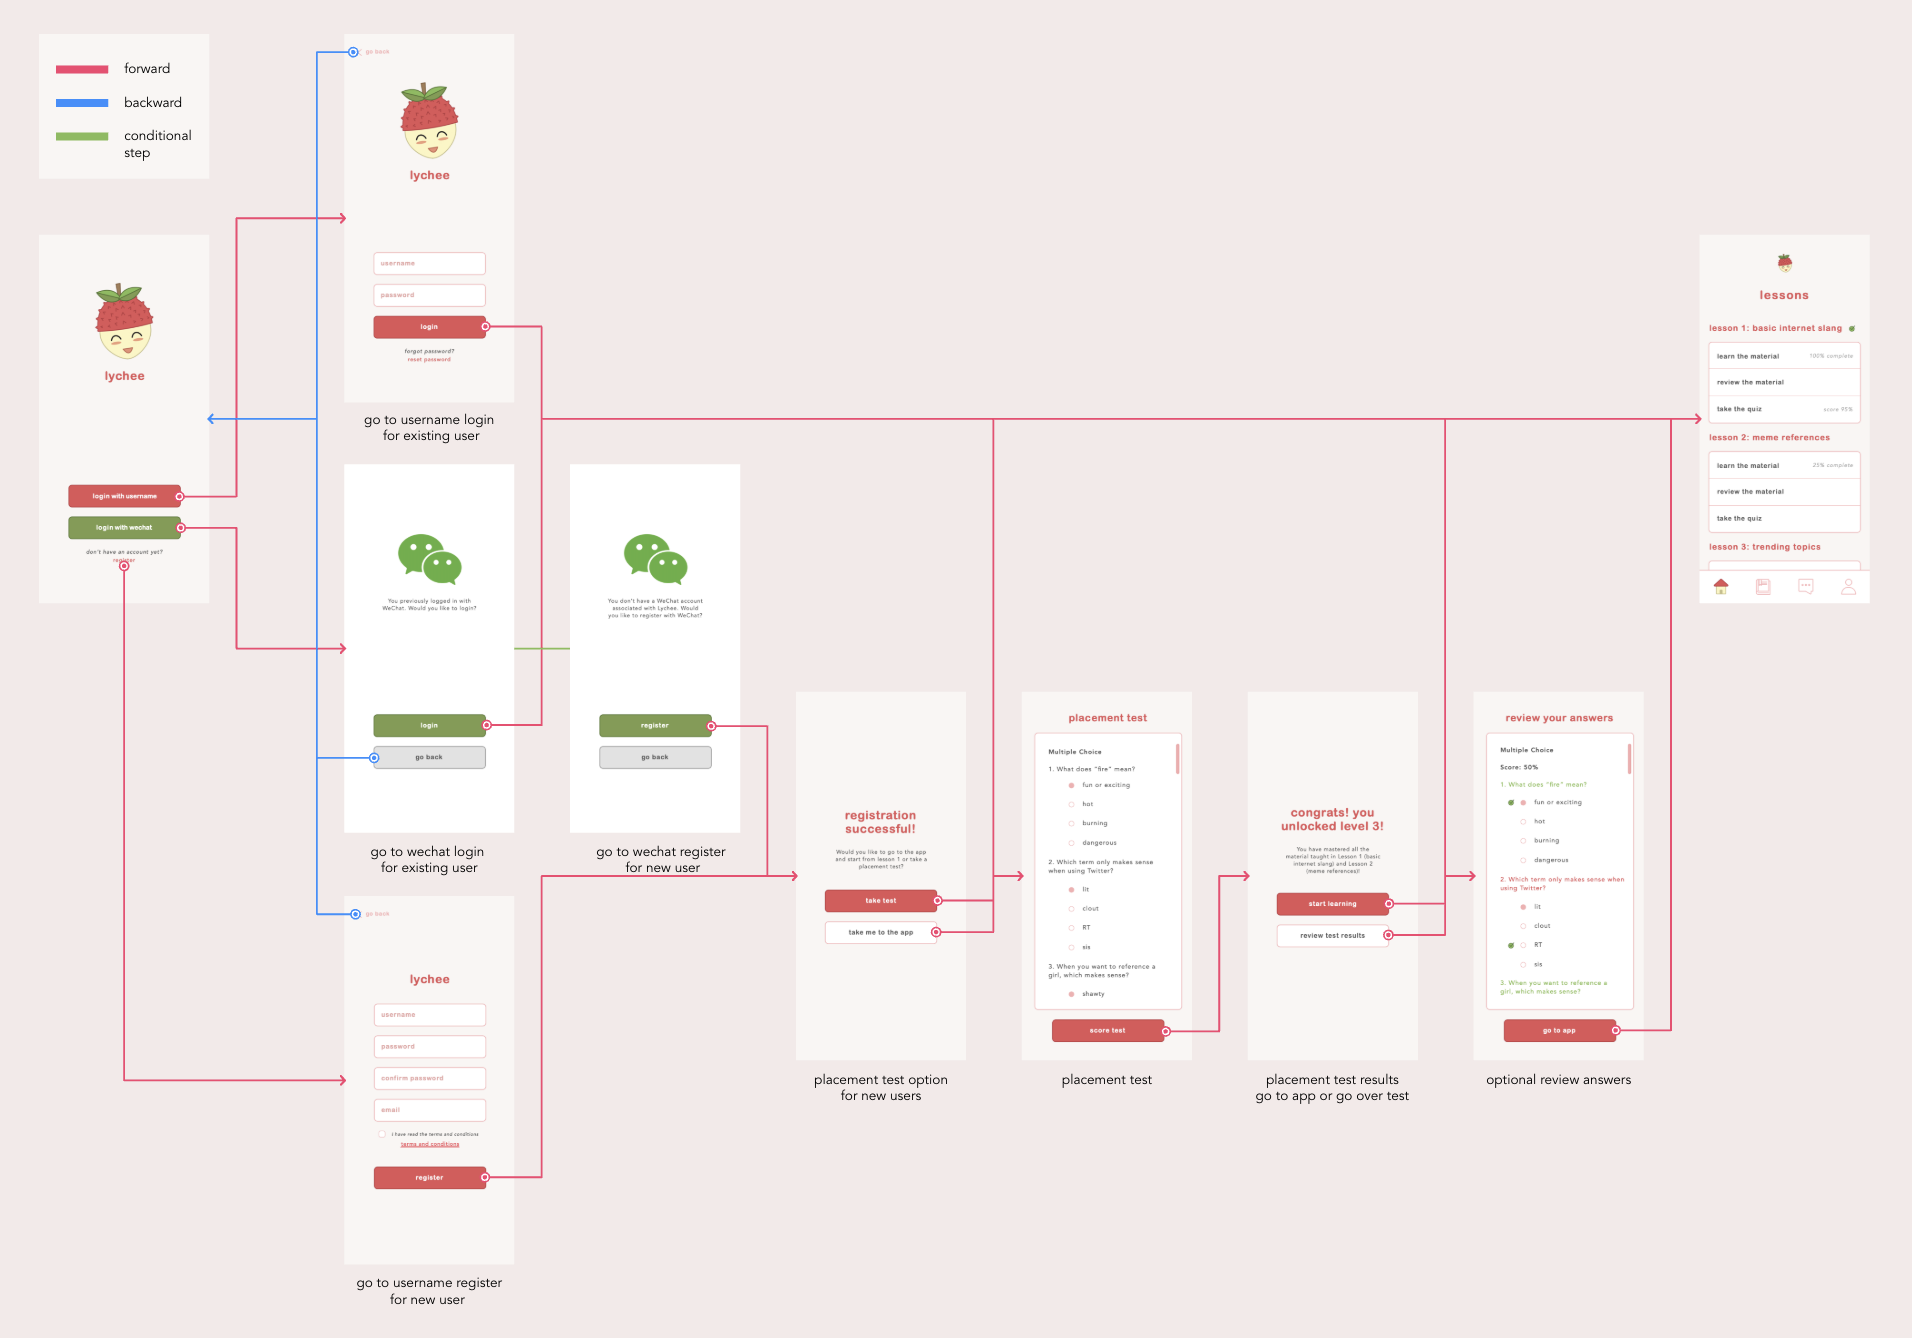 forward
backward
conditional
step
lychee
login with username
login with wechat
don't have an account yet?
register
go back
lychee
username
password
login
forgot password?
reset password
go to username login
for existing user
You previously logged in with
WeChat. Would you like to login?
login
go back
go to wechat login
for existing user
You don't have a WeChat account
associated with Lychee. Would
you like to register with WeChat?
register
go back
go to wechat register
for new user
go back
lychee
username
password
confirm password
email
I have read the terms and conditions
terms and conditions
register
go to username register
for new user
registration
successful!
Would you like to go to the app
and start from lesson 1 or take a
placement test?
take test
take me to the app
placement test option
for new users
placement test
Multiple Choice
1. What does "fire" mean?
fun or exciting
hot
burning
dangerous
2. Which term only makes sense
when using Twitter?
lit
clout
RT
sis
3. When you want to reference a
girl, which makes sense?
shawty
score test
placement test
congrats! you
unlocked level 3!
You have mastered all the
material taught in Lesson 1 (basic
internet slang) and Lesson 2
(meme references)!
start learning
review test results
placement test results
go to app or go over test
review your answers
Multiple Choice
Score: 50%
1. What does "fire" mean?
fun or exciting
hot
burning
dangerous
2. Which term only makes sense when
using Twitter?
lit
clout
RT
sis
3. When you want to reference a
girl, which makes sense?
go to app
optional review answers
lessons
lesson 1: basic internet slang
learn the material 100% complete
review the material
take the quiz score 95%
lesson 2: meme references
learn the material 25% complete
review the material
take the quiz
lesson 3: trending topics